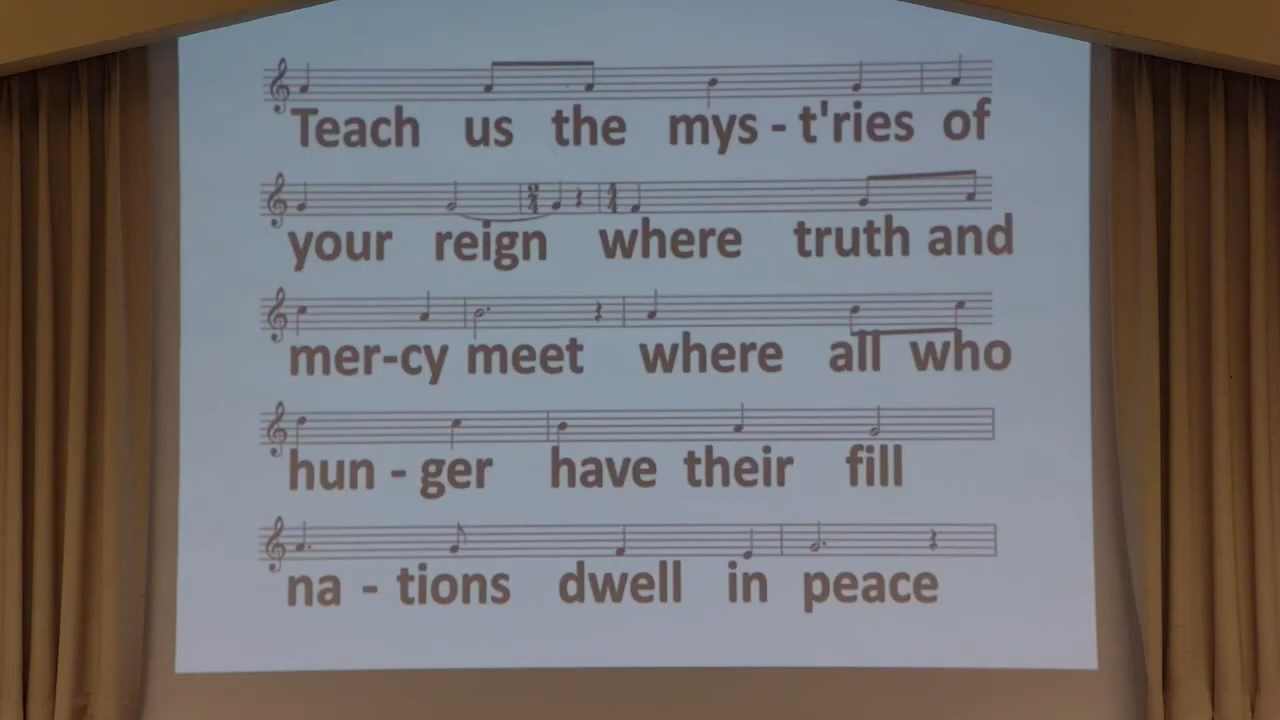 Teach us the mys - t'ries of
your reign where truth and
mer-cy meet where all who
hun - ger have their fill
na - tions dwell in peace